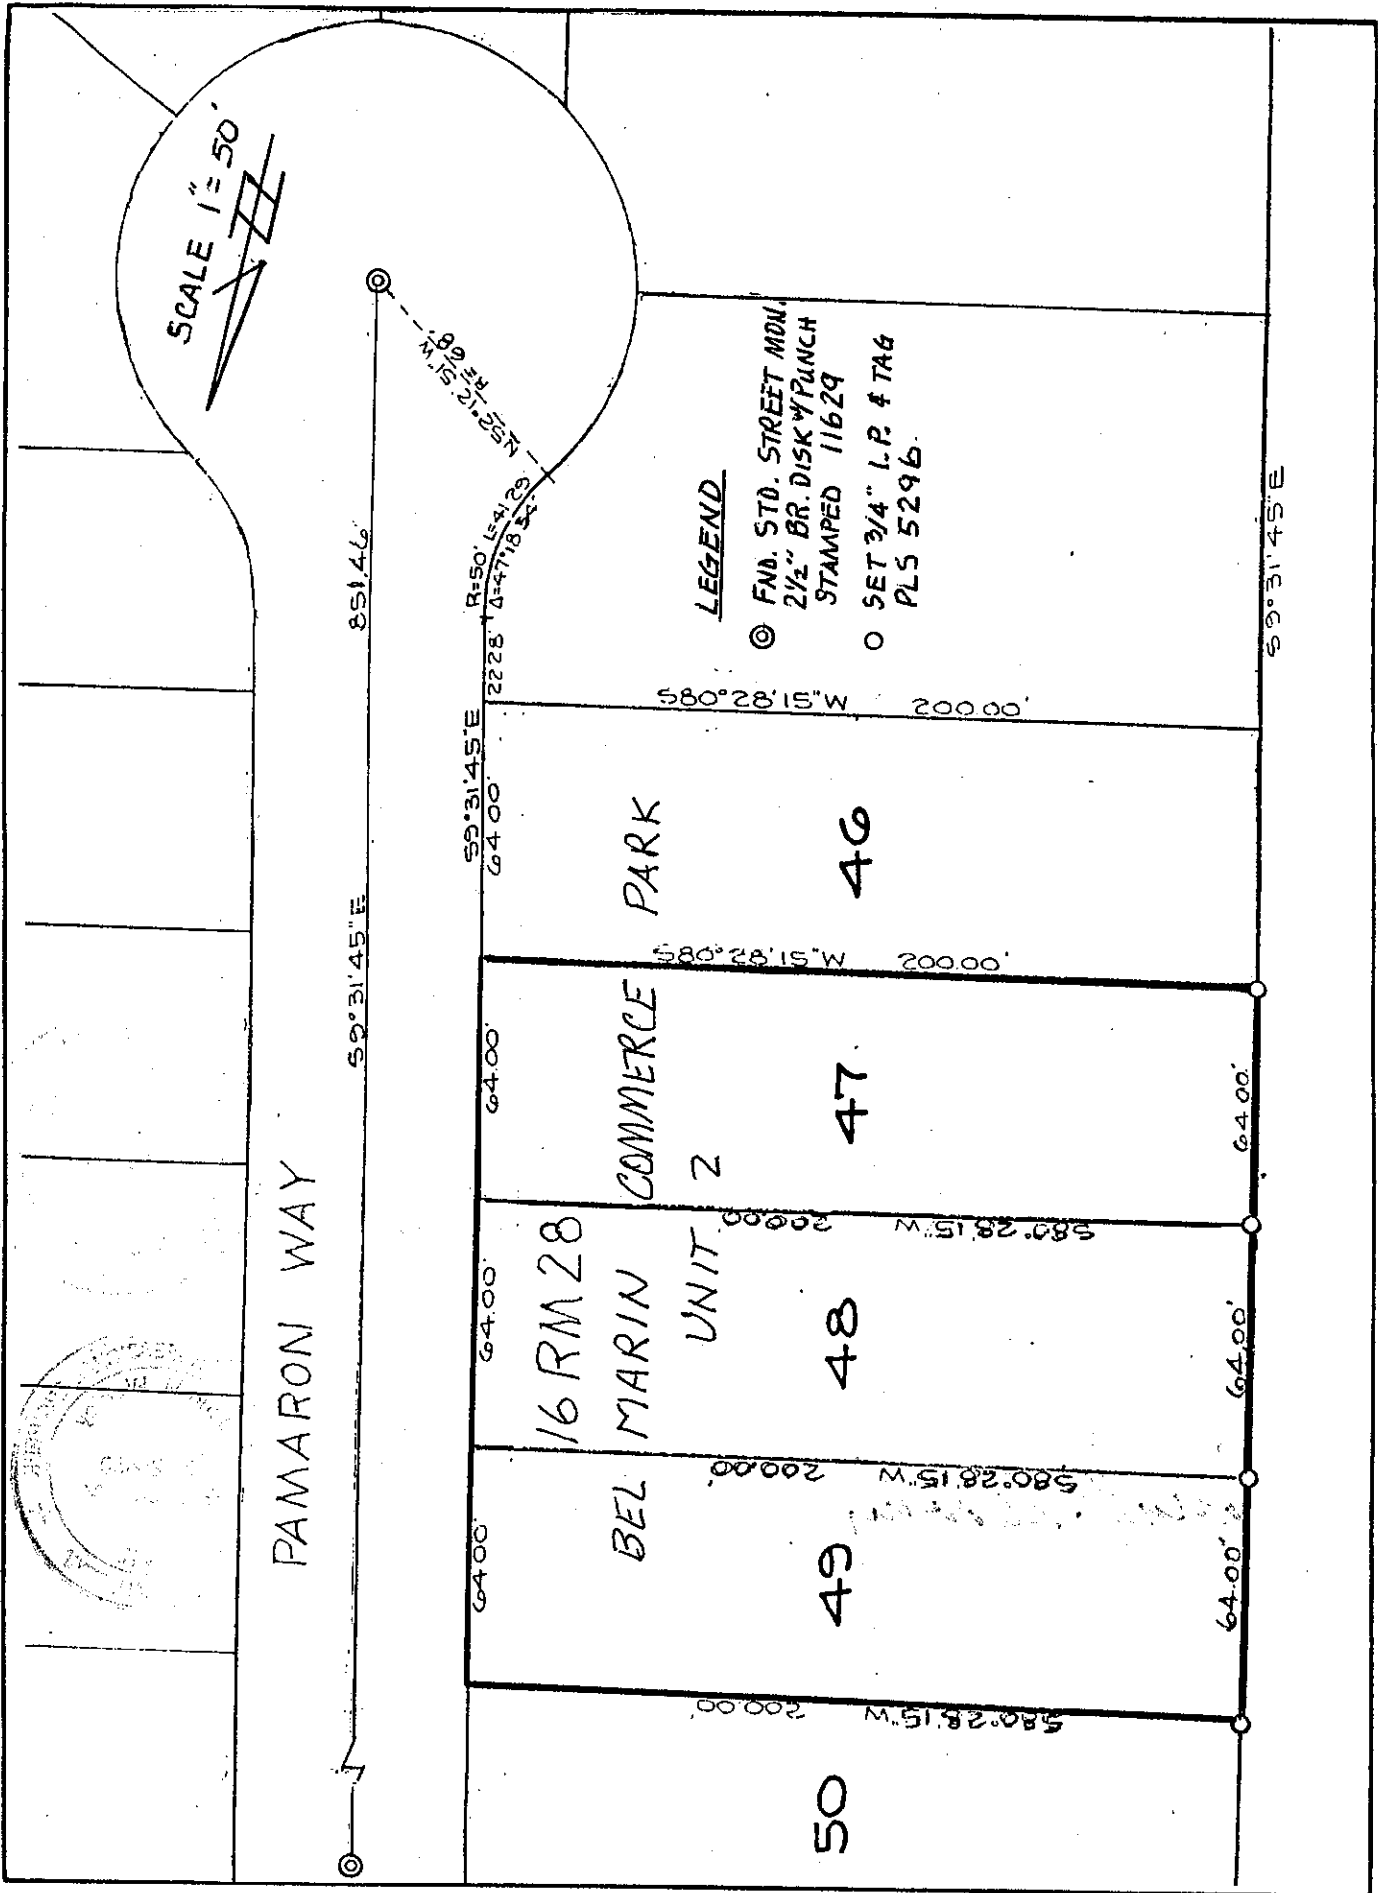 SCALE 1"= 50'
N52°12'51"W
R=68'
851.46'
S9°31'45"E
R=50' L=41.29
Δ=47°18'54"
22.28'
S9°31'45"E
64.00'
64.00'
64.00'
64.00'
PAMARON WAY
LEGEND
◎ FND. STD. STREET MON.
2½" BR. DISK W/PUNCH
STAMPED 11629
○ SET 3/4" I.P. & TAG
PLS 5296.
S80°28'15"W 200.00'
S80°28'15"W 200.00'
S80°28'15"W 200.00'
S80°28'15"W 200.00'
S80°28'15"W 200.00'
16 RM 28
BEL MARIN COMMERCE PARK
UNIT 2
46
47
48
49
50
S9°31'45"E
64.00'
64.00'
64.00'